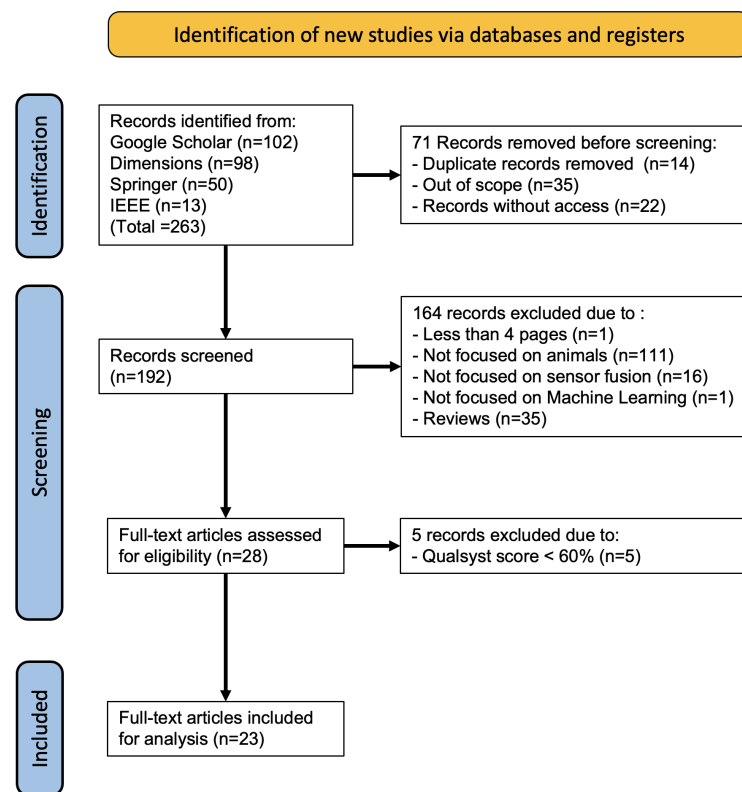 Identification of new studies via databases and registers
Identification
Records identified from:
Google Scholar (n=102)
Dimensions (n=98)
Springer (n=50)
IEEE (n=13)
(Total =263)
71 Records removed before screening:
- Duplicate records removed  (n=14)
- Out of scope (n=35)
- Records without access (n=22)
Screening
Records screened
(n=192)
164 records excluded due to :
- Less than 4 pages (n=1)
- Not focused on animals (n=111)
- Not focused on sensor fusion (n=16)
- Not focused on Machine Learning (n=1)
- Reviews (n=35)
Full-text articles assessed
for eligibility (n=28)
5 records excluded due to:
- Qualsyst score < 60% (n=5)
Included
Full-text articles included
for analysis (n=23)